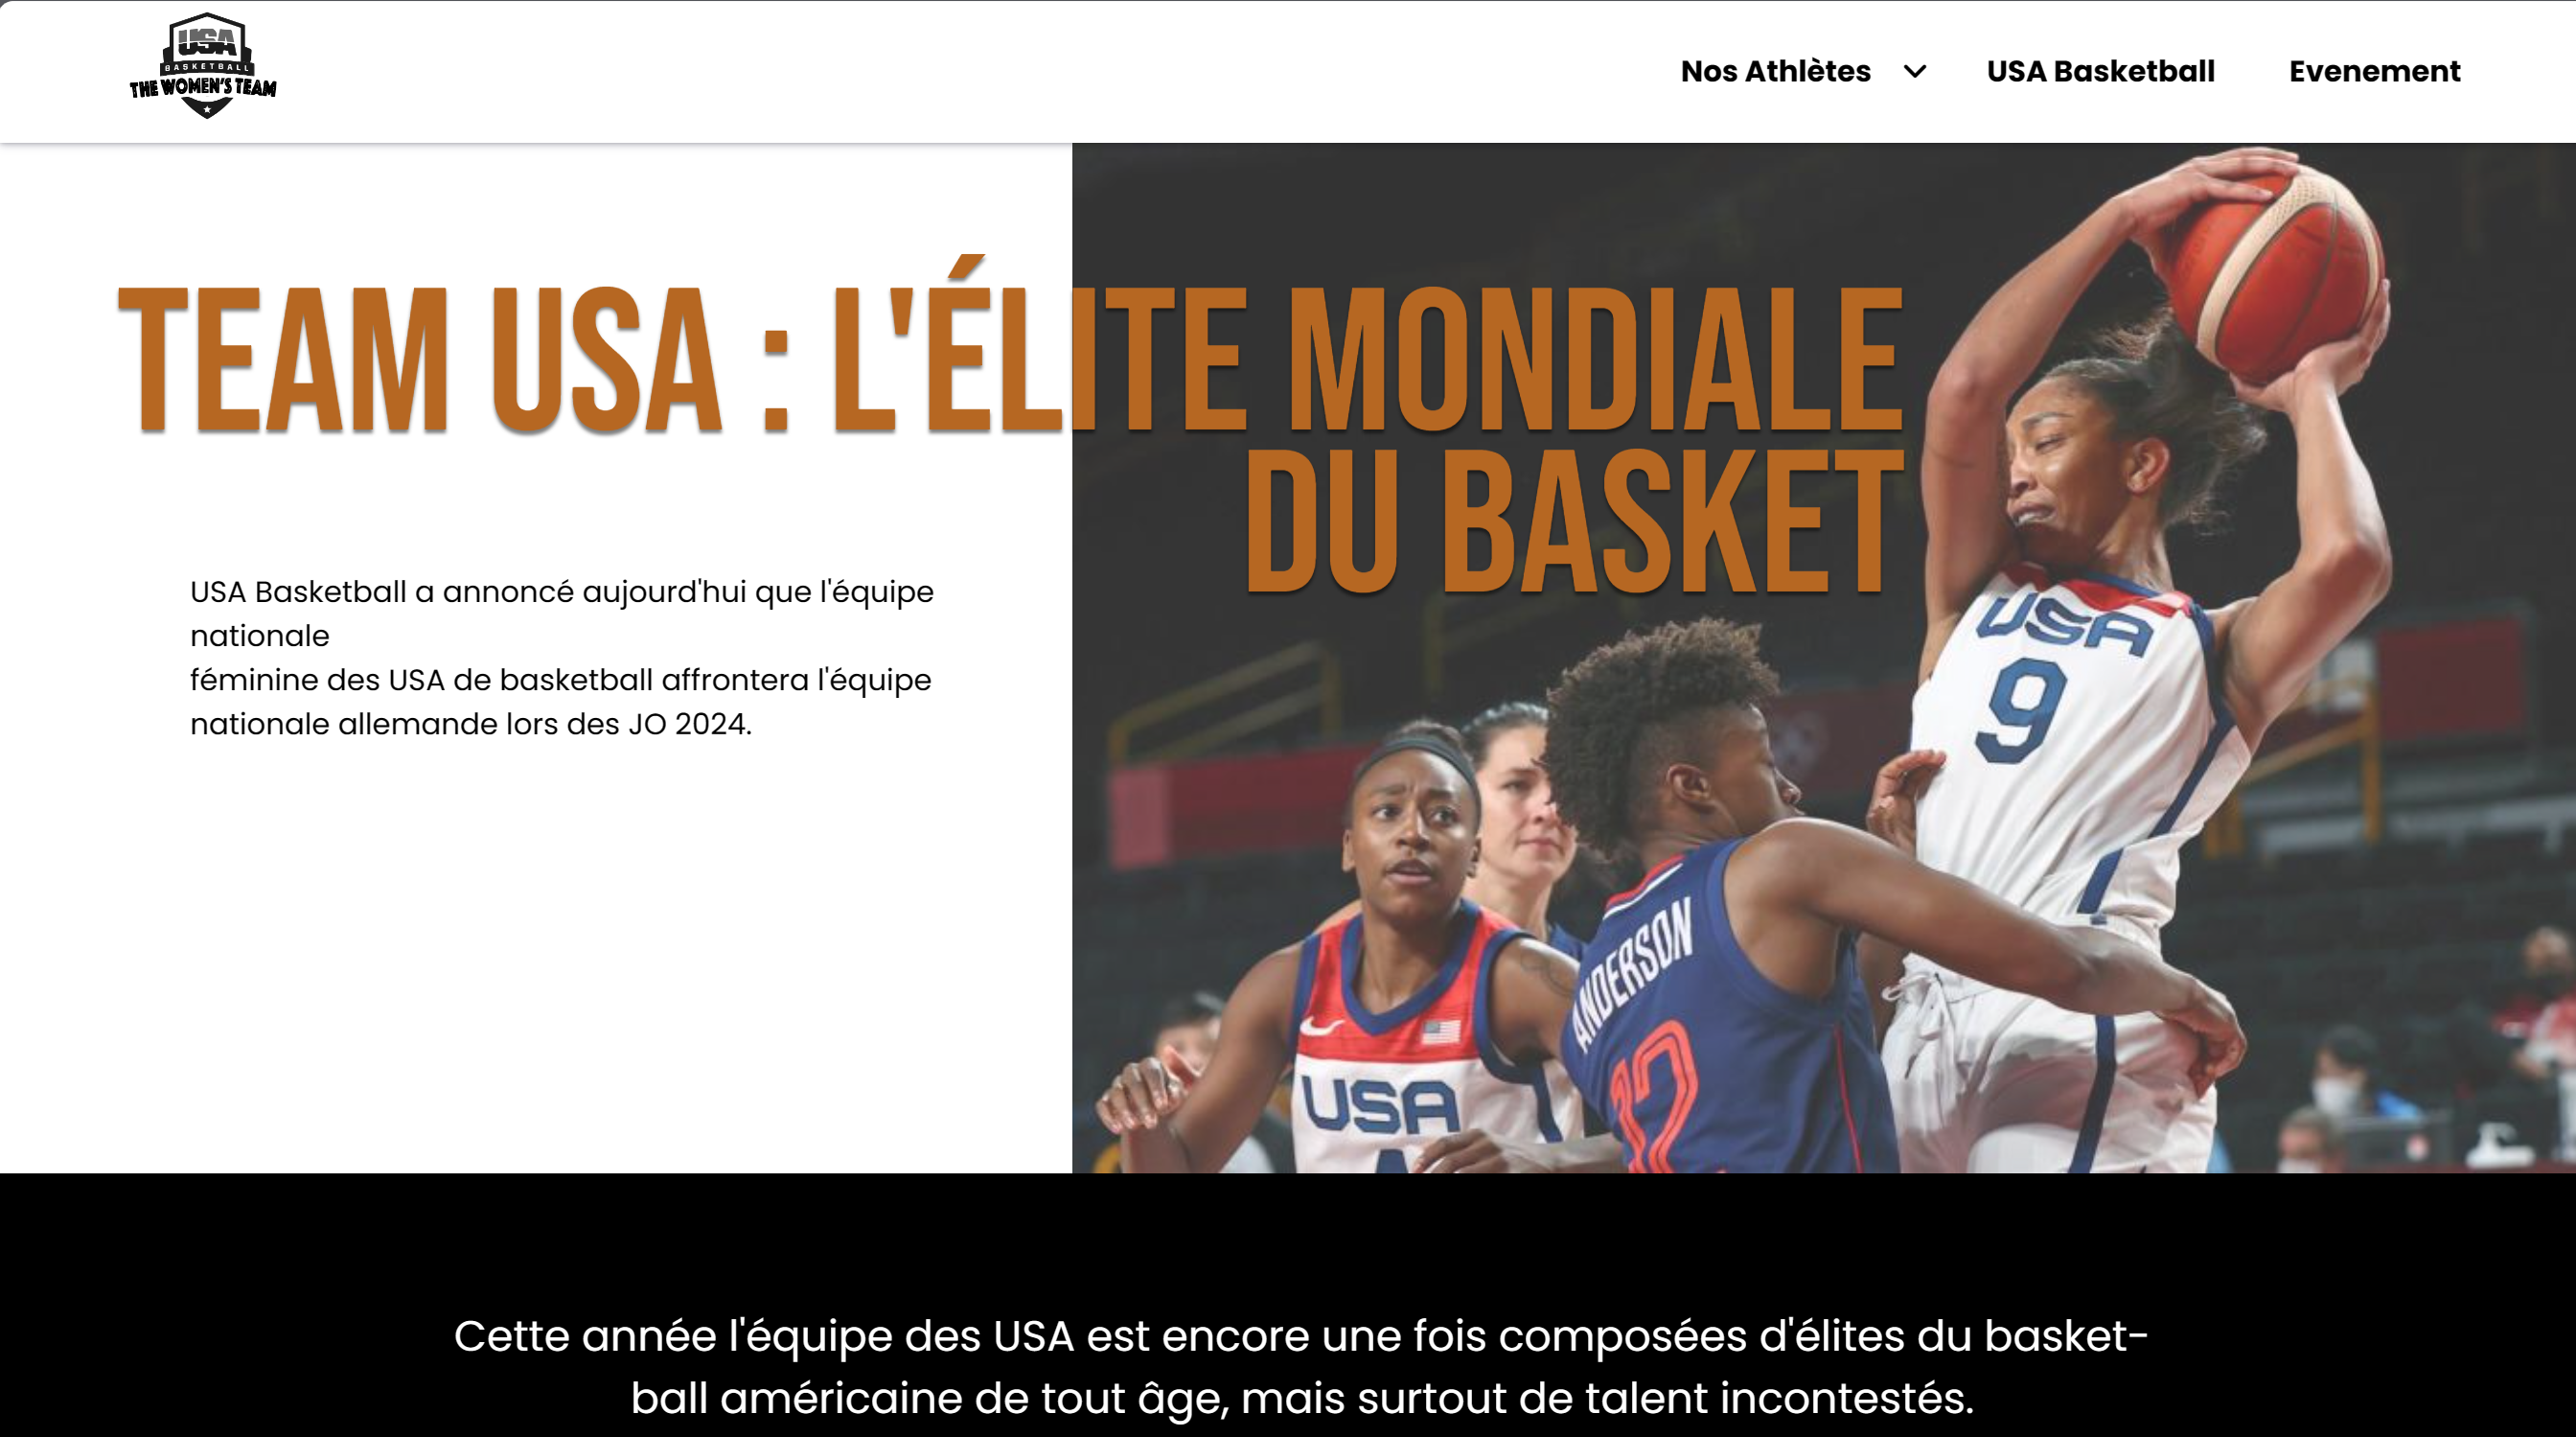 USA
BASKETBALL
THE WOMEN'S TEAM
Nos Athlètes
USA Basketball
Evenement
TEAM USA : L'ÉLITE MONDIALE
DU BASKET
USA Basketball a annoncé aujourd'hui que l'équipe
nationale
féminine des USA de basketball affrontera l'équipe
nationale allemande lors des JO 2024.
USA
9
ANDERSON
12
USA
Cette année l'équipe des USA est encore une fois composées d'élites du basket-
ball américaine de tout âge, mais surtout de talent incontestés.